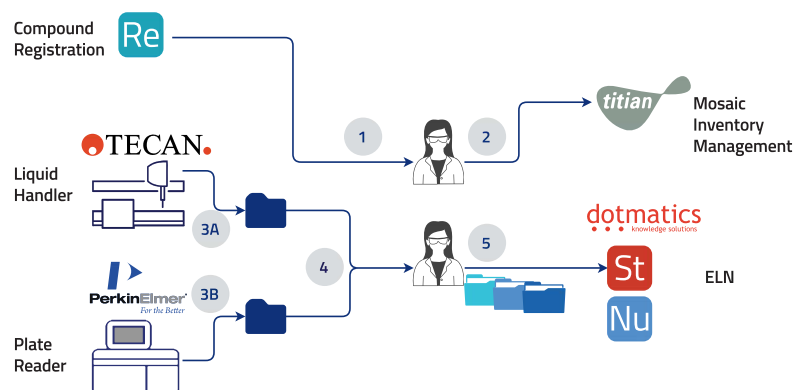 Compound
Registration
Re
1
2
titian
Mosaic
Inventory
Management
TECAN.
Liquid
Handler
3A
dotmatics
knowledge solutions
4
5
St
ELN
Nu
PerkinElmer
For the Better
3B
Plate
Reader